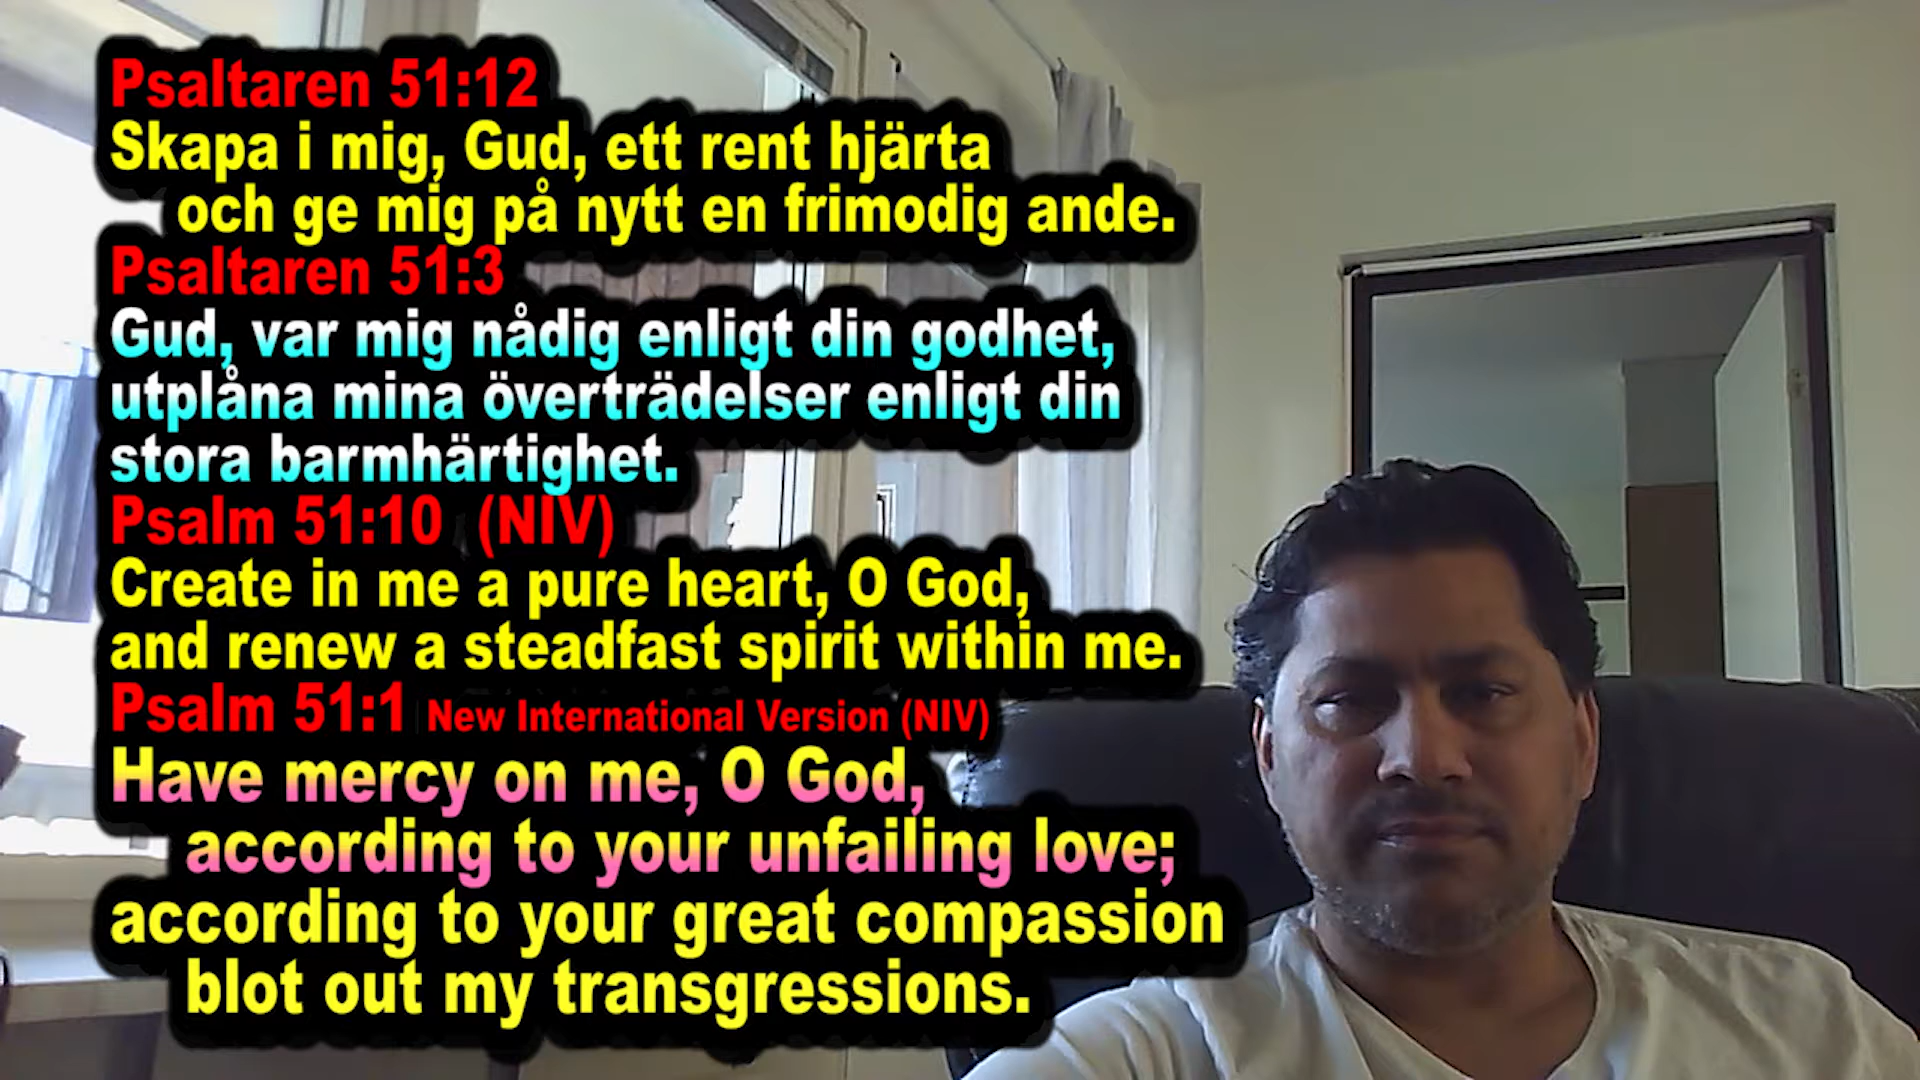 Psaltaren 51:12
Skapa i mig, Gud, ett rent hjärta
och ge mig på nytt en frimodig ande.
Psaltaren 51:3
Gud, var mig nådig enligt din godhet,
utplåna mina överträdelser enligt din
stora barmhärtighet.
Psalm 51:10 (NIV)
Create in me a pure heart, O God,
and renew a steadfast spirit within me.
Psalm 51:1 New International Version (NIV)
Have mercy on me, O God,
according to your unfailing love;
according to your great compassion
blot out my transgressions.